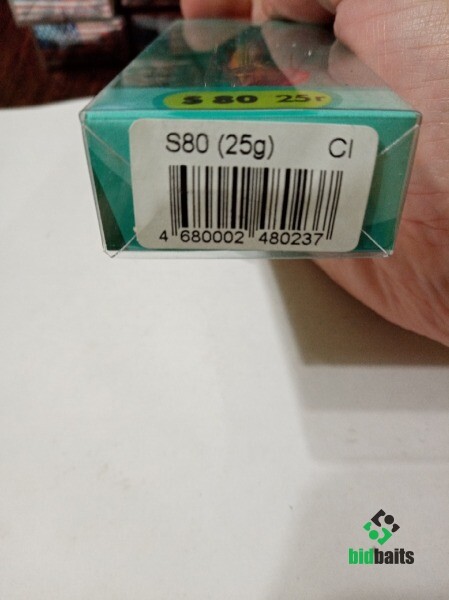 S 80 25г
S80 (25g) CI
4 680002 480237
bidbaits